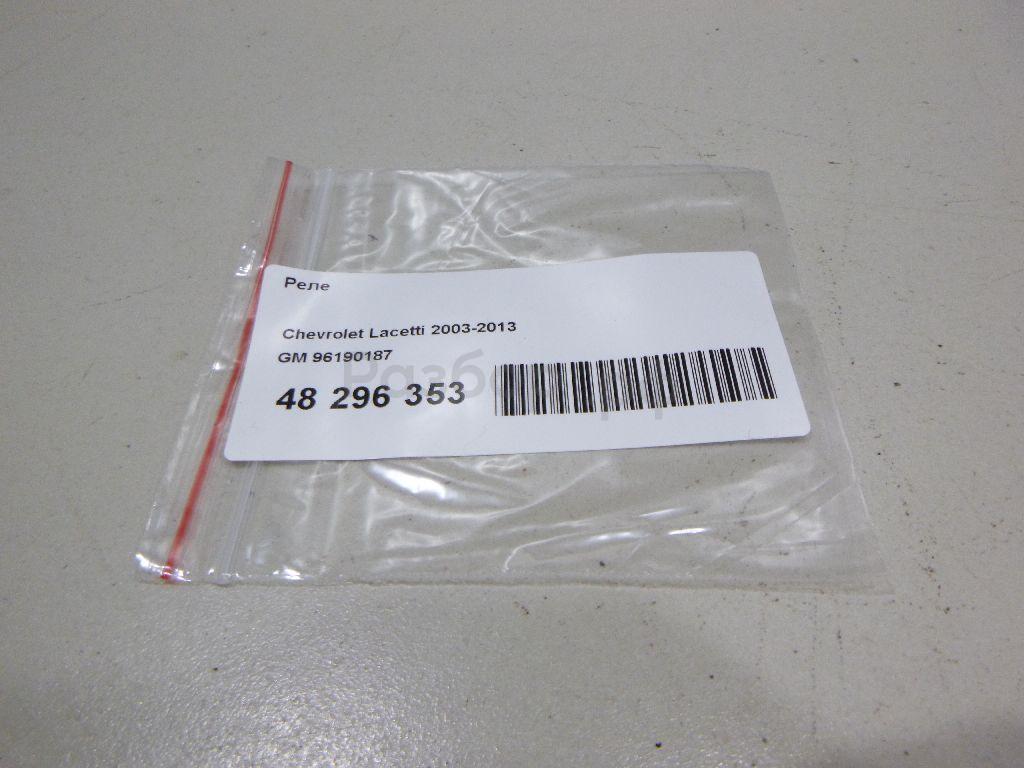 Реле
Chevrolet Lacetti 2003-2013
GM 96190187
48 296 353